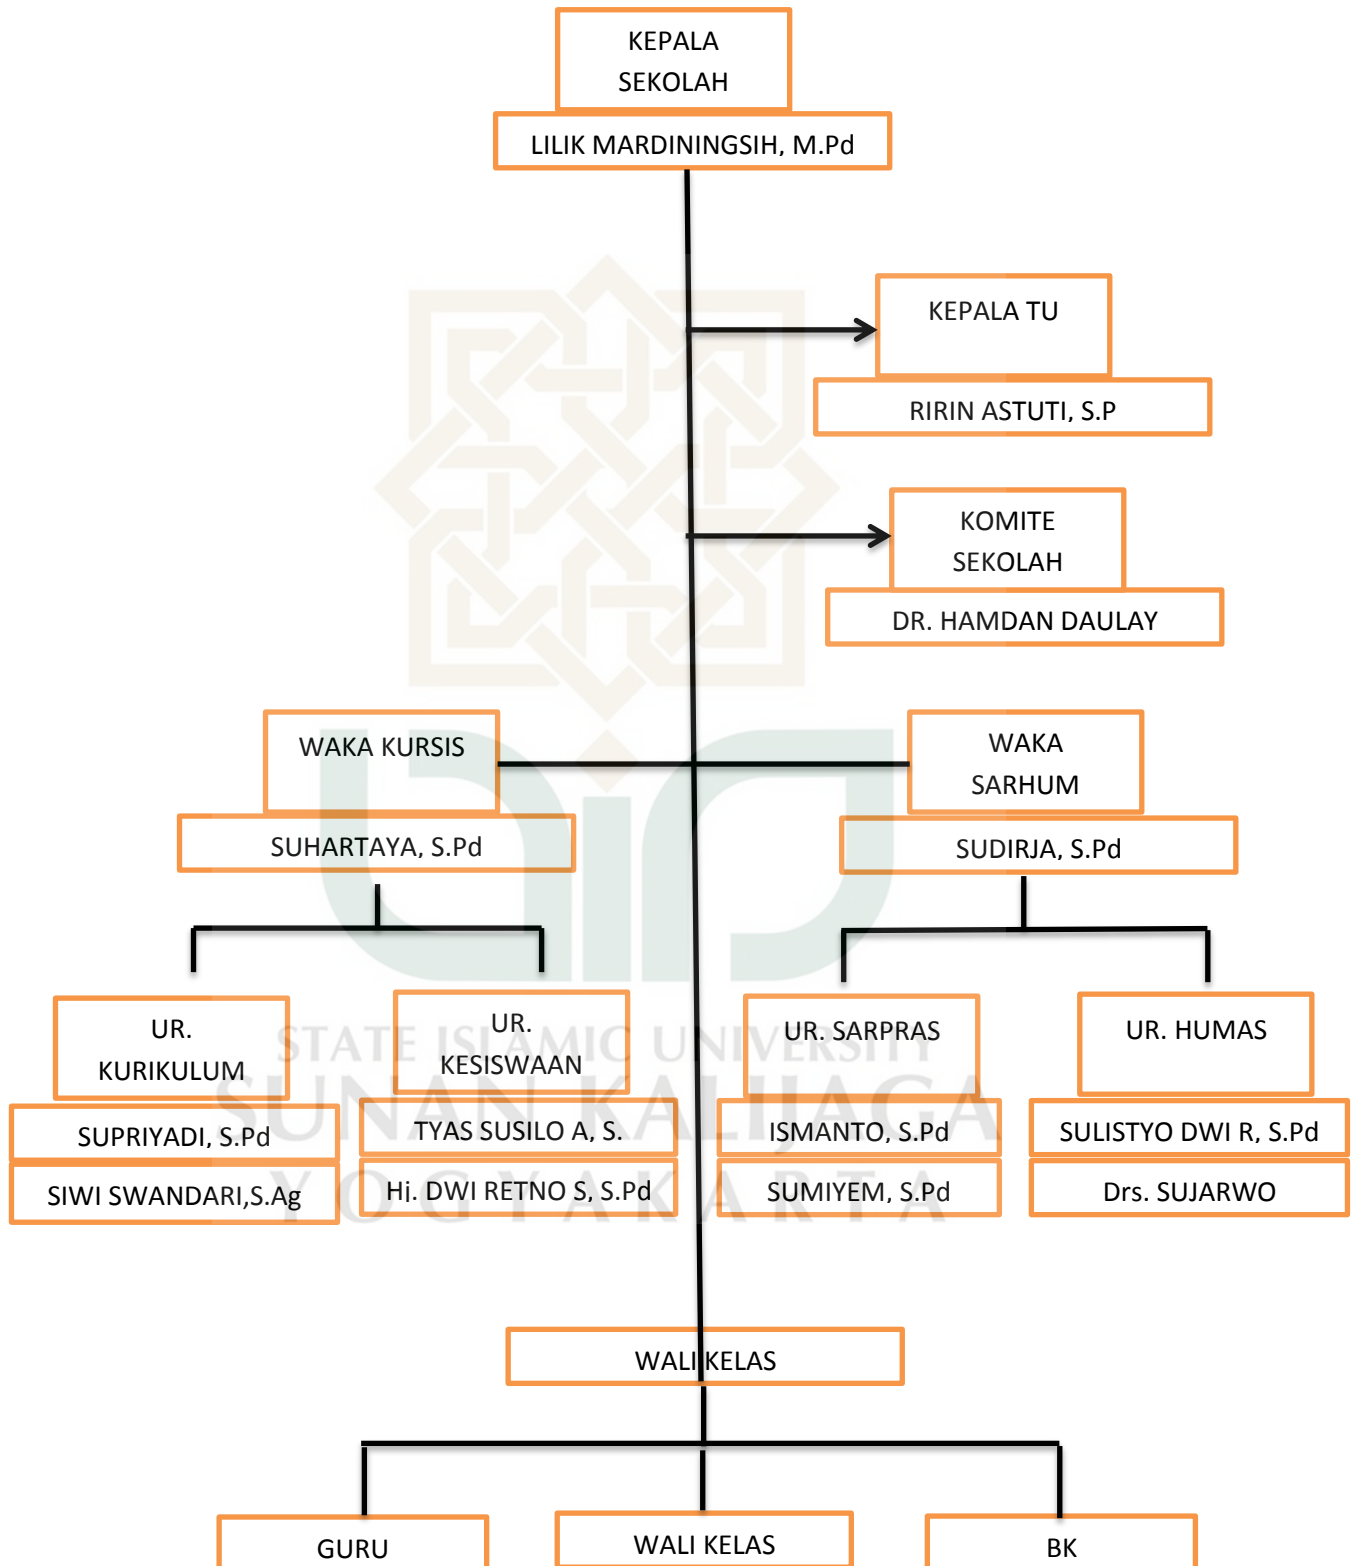 KEPALA
SEKOLAH
LILIK MARDININGSIH, M.Pd
KEPALA TU
RIRIN ASTUTI, S.P
KOMITE
SEKOLAH
DR. HAMDAN DAULAY
WAKA KURSIS
SUHARTAYA, S.Pd
WAKA
SARHUM
SUDIRJA, S.Pd
UR.
KURIKULUM
SUPRIYADI, S.Pd
SIWI SWANDARI,S.Ag
UR.
KESISWAAN
TYAS SUSILO A, S.
Hi. DWI RETNO S, S.Pd
UR. SARPRAS
ISMANTO, S.Pd
SUMIYEM, S.Pd
UR. HUMAS
SULISTYO DWI R, S.Pd
Drs. SUJARWO
STATE ISLAMIC UNIVERSITY
SUNAN KALIJAGA
YOGYAKARTA
WALI KELAS
GURU
WALI KELAS
BK